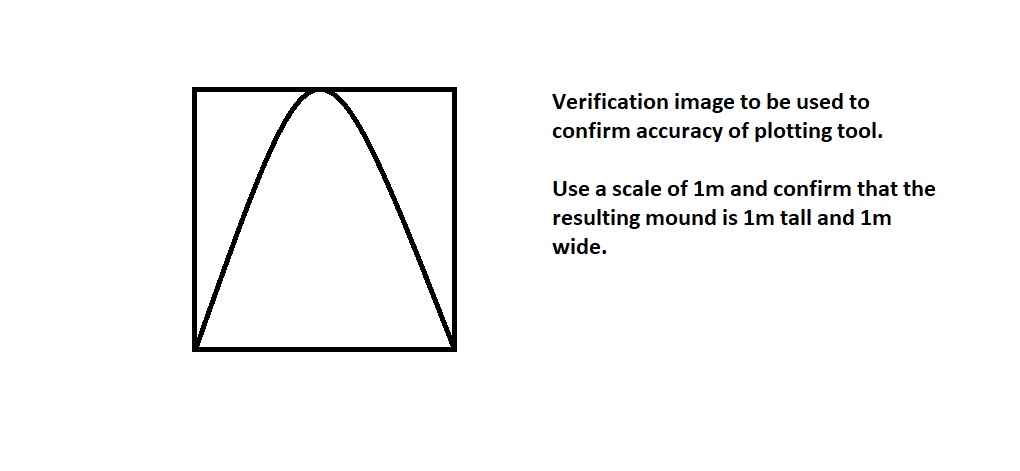 Verification image to be used to
confirm accuracy of plotting tool.
Use a scale of 1m and confirm that the
resulting mound is 1m tall and 1m
wide.